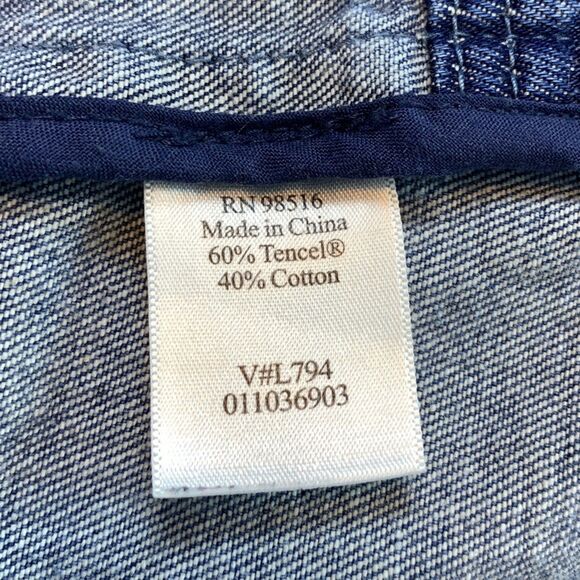 RN 98516
Made in China
60% Tencel®
40% Cotton
V#L794
011036903